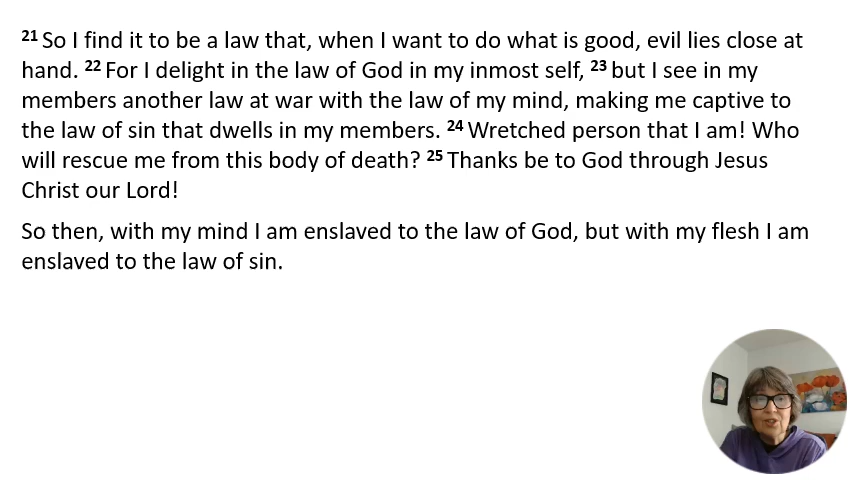 21 So I find it to be a law that, when I want to do what is good, evil lies close at
hand. 22 For I delight in the law of God in my inmost self, 23 but I see in my
members another law at war with the law of my mind, making me captive to
the law of sin that dwells in my members. 24 Wretched person that I am! Who
will rescue me from this body of death? 25 Thanks be to God through Jesus
Christ our Lord!
So then, with my mind I am enslaved to the law of God, but with my flesh I am
enslaved to the law of sin.